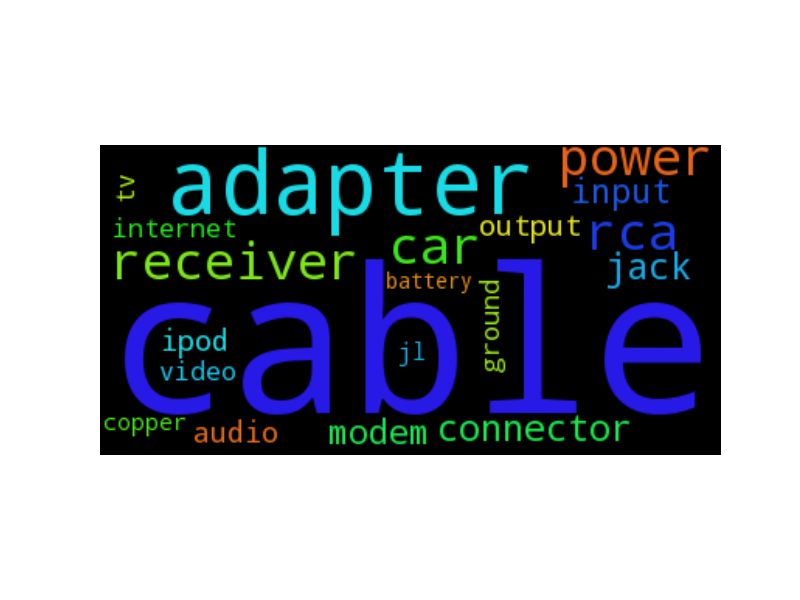 adapter
power
tv
input
internet
output
rca
receiver
car
jack
battery
cable
ground
ipod
jl
video
copper
audio
modem
connector